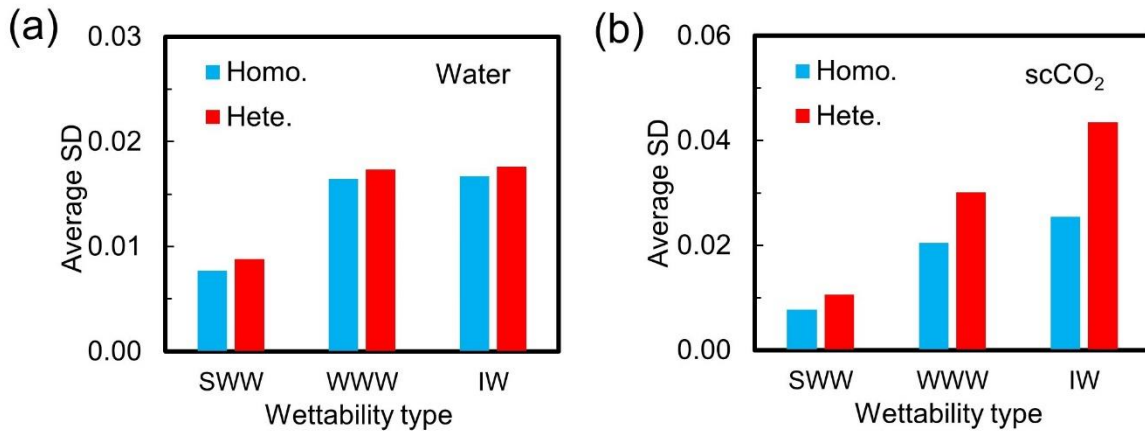 (a)
0.03
Homo.
Water
Hete.
0.02
Average SD
0.01
0.00
SWW WWW IW
Wettability type
(b)
0.06
Homo.
scCO₂
Hete.
0.04
Average SD
0.02
0.00
SWW WWW IW
Wettability type